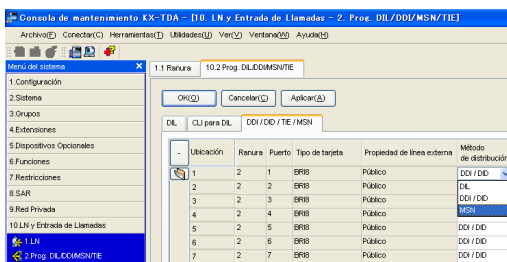 Consola de mantenimiento KX-TDA - [10. LN y Entrada de Llamadas - 2. Prog. DIL/DDI/MSN/TIE]
Archivo(F) Conectar(C) Herramientas(T) Utilidades(U) Ver(V) Ventana(W) Ayuda(H)
Menú del sistema X 1.1 Ranura 10.2 Prog. DIL/DDI/MSN/TIE
1.Configuración
2.Sistema OK(O) Cancelar(C) Aplicar(A)
3.Grupos
4.Extensiones DIL CLI para DIL DDI / DID / TIE / MSN
5.Dispositivos Opcionales - Ubicación Ranura Puerto Tipo de tarjeta Propiedad de línea externa Método de distribución
6.Funciones
7.Restricciones 1 2 1 BRI8 Público DDI / DID
8.SAR 2 2 2 BRI8 Público DIL
9.Red Privada 3 2 3 BRI8 Público DDI / DID
10.LN y Entrada de Llamadas 4 2 4 BRI8 Público MSN
1.LN 5 2 5 BRI8 Público DDI / DID
6 2 6 BRI8 Público DDI / DID
2.Prog. DIL/DDI/MSN/TIE 7 2 7 BRI8 Público DDI / DID